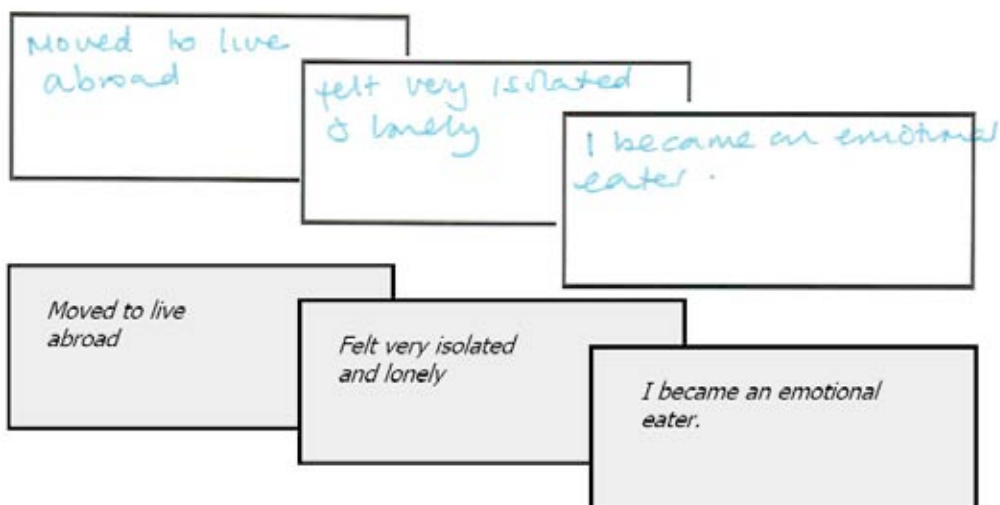 Moved to live
abroad
felt very isolated
& lonely
I became an emotional
eater.
Moved to live
abroad
Felt very isolated
and lonely
I became an emotional
eater.